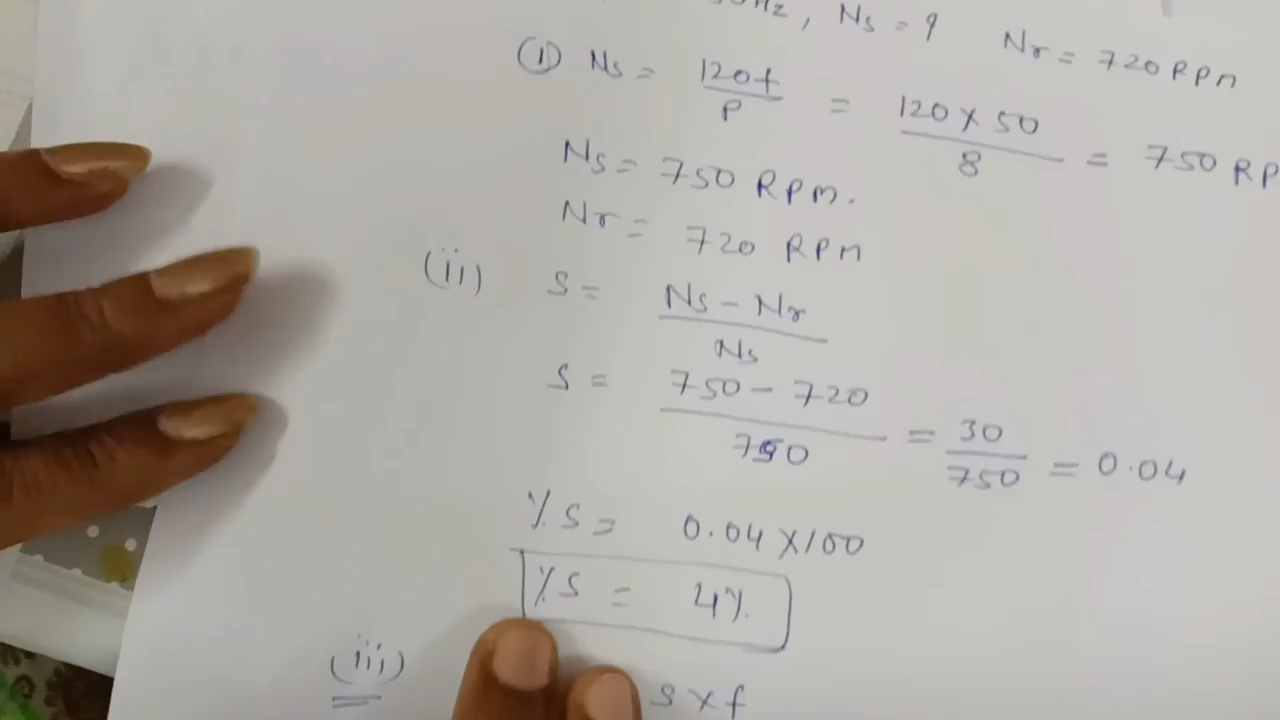 Hz, Ns = ? Nr = 720 RPM
① Ns = 120f / P = 120 × 50 / 8 = 750 RP
Ns = 750 RPM.
Nr = 720 RPM
(ii) S = Ns - Nr / Ns
S = 750 - 720 / 750 = 30 / 750 = 0.04
% S = 0.04 × 100
% S = 4%
(iii) s × f